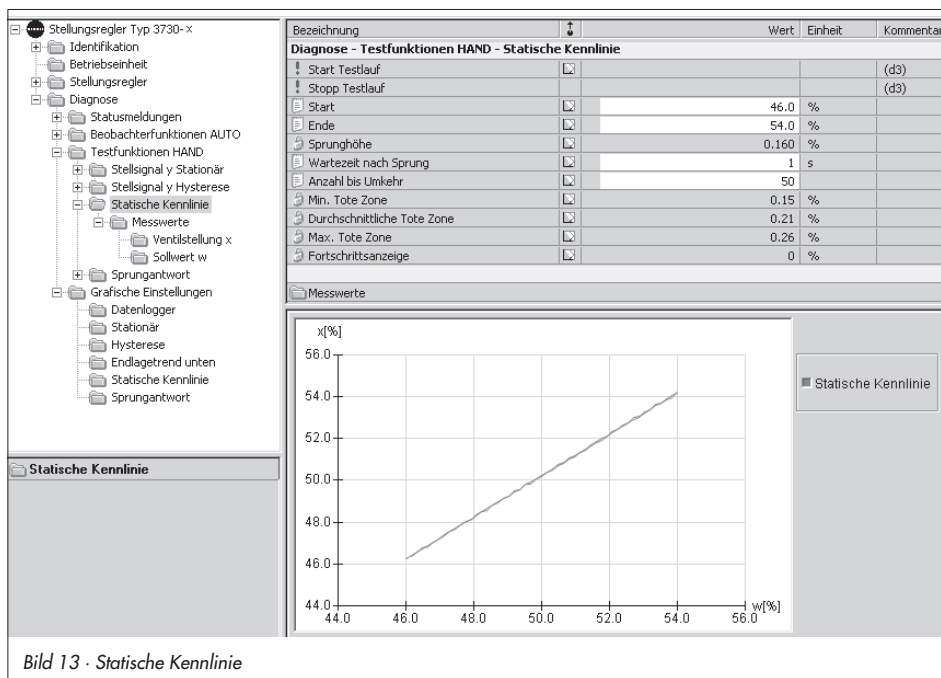 Stellungsregler Typ 3730-x
Identifikation
Betriebseinheit
Stellungsregler
Diagnose
Statusmeldungen
Beobachterfunktionen AUTO
Testfunktionen HAND
Stellsignal y Stationär
Stellsignal y Hysterese
Statische Kennlinie
Messwerte
Ventilstellung x
Sollwert w
Sprungantwort
Grafische Einstellungen
Datenlogger
Stationär
Hysterese
Endlagetrend unten
Statische Kennlinie
Sprungantwort
Statische Kennlinie
Bezeichnung Wert Einheit Kommentar
Diagnose - Testfunktionen HAND - Statische Kennlinie
Start Testlauf (d3)
Stopp Testlauf (d3)
Start 46.0 %
Ende 54.0 %
Sprunghöhe 0.160 %
Wartezeit nach Sprung 1 s
Anzahl bis Umkehr 50
Min. Tote Zone 0.15 %
Durchschnittliche Tote Zone 0.21 %
Max. Tote Zone 0.26 %
Fortschrittsanzeige 0 %
Messwerte
x[%]
56.0
54.0
52.0
50.0
48.0
46.0
44.0
44.0 46.0 48.0 50.0 52.0 54.0 56.0
w[%]
Statische Kennlinie
Bild 13 · Statische Kennlinie